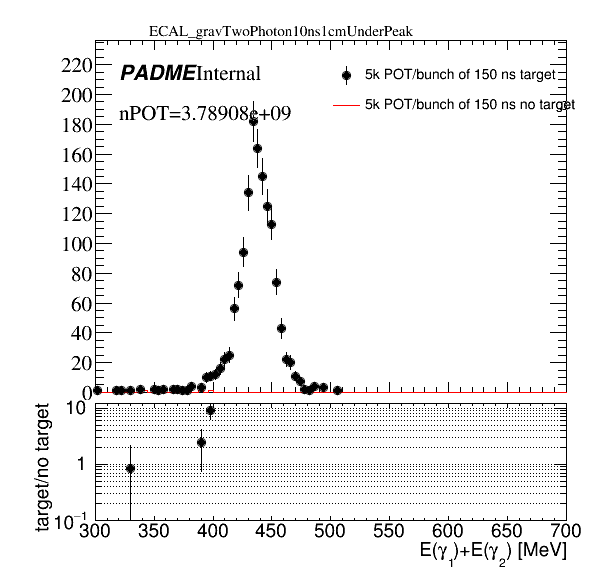 ECAL_gravTwoPhoton10ns1cmUnderPeak
PADME Internal
5k POT/bunch of 150 ns target
5k POT/bunch of 150 ns no target
nPOT=3.78908e+09
220
200
180
160
140
120
100
80
60
40
20
0
target/no target
10
1
10⁻¹
300 350 400 450 500 550 600 650 700
E(γ₁)+E(γ₂) [MeV]